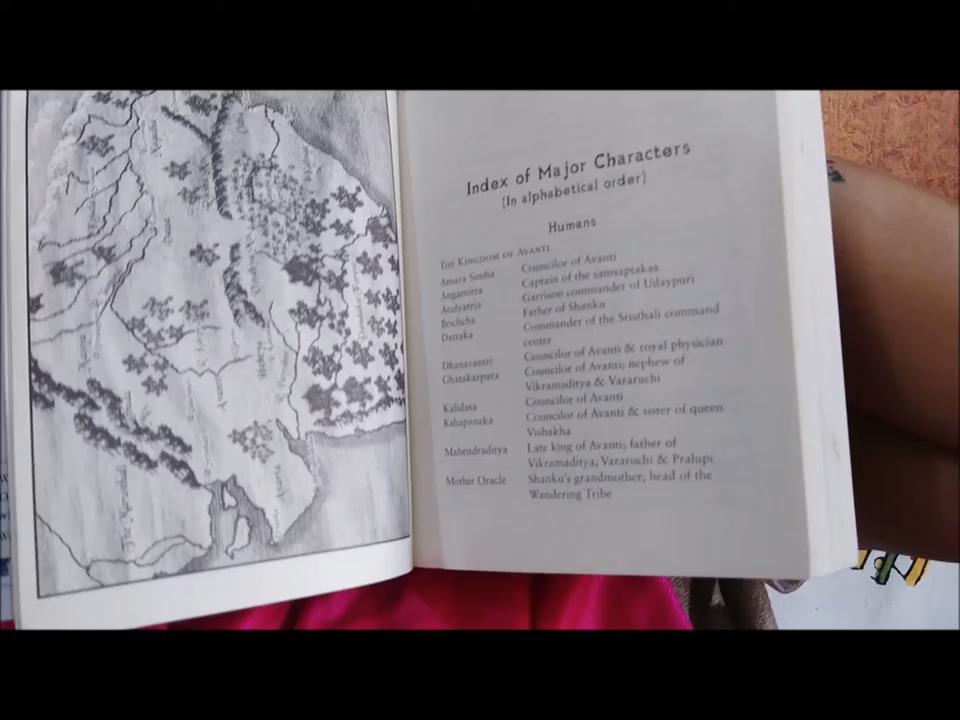 Index of Major Characters
(In alphabetical order)
Humans
THE KINGDOM OF AVANTI
Amara Simha Councilor of Avanti
Angamitra Captain of the samsaptakas
Atulyateja Garrison commander of Udaypuri
Brichcha Father of Shanku
Dattaka Commander of the Sristhali command
center
Dhanavantri Councilor of Avanti & royal physician
Ghatakarpara Councilor of Avanti; nephew of
Vikramaditya & Vararuchi
Kalidasa Councilor of Avanti
Kshapanaka Councilor of Avanti & sister of queen
Vishakha
Mahendraditya Late king of Avanti; father of
Vikramaditya, Vararuchi & Pralupi
Mother Oracle Shanku's grandmother; head of the
Wandering Tribe